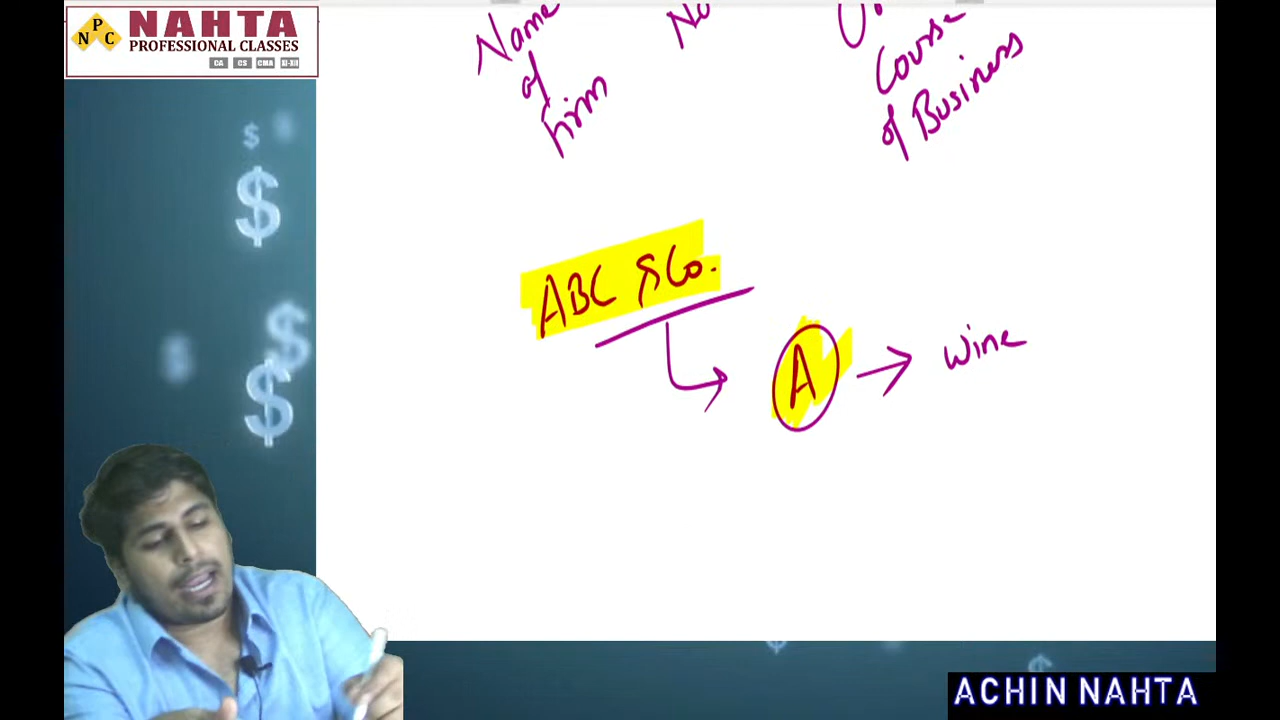 NPC
NAHTA
PROFESSIONAL CLASSES
CA CS CMA XI-XII
Name
of
Firm
Course
of Business
ABC & Co.
A → Wine
ACHIN NAHTA